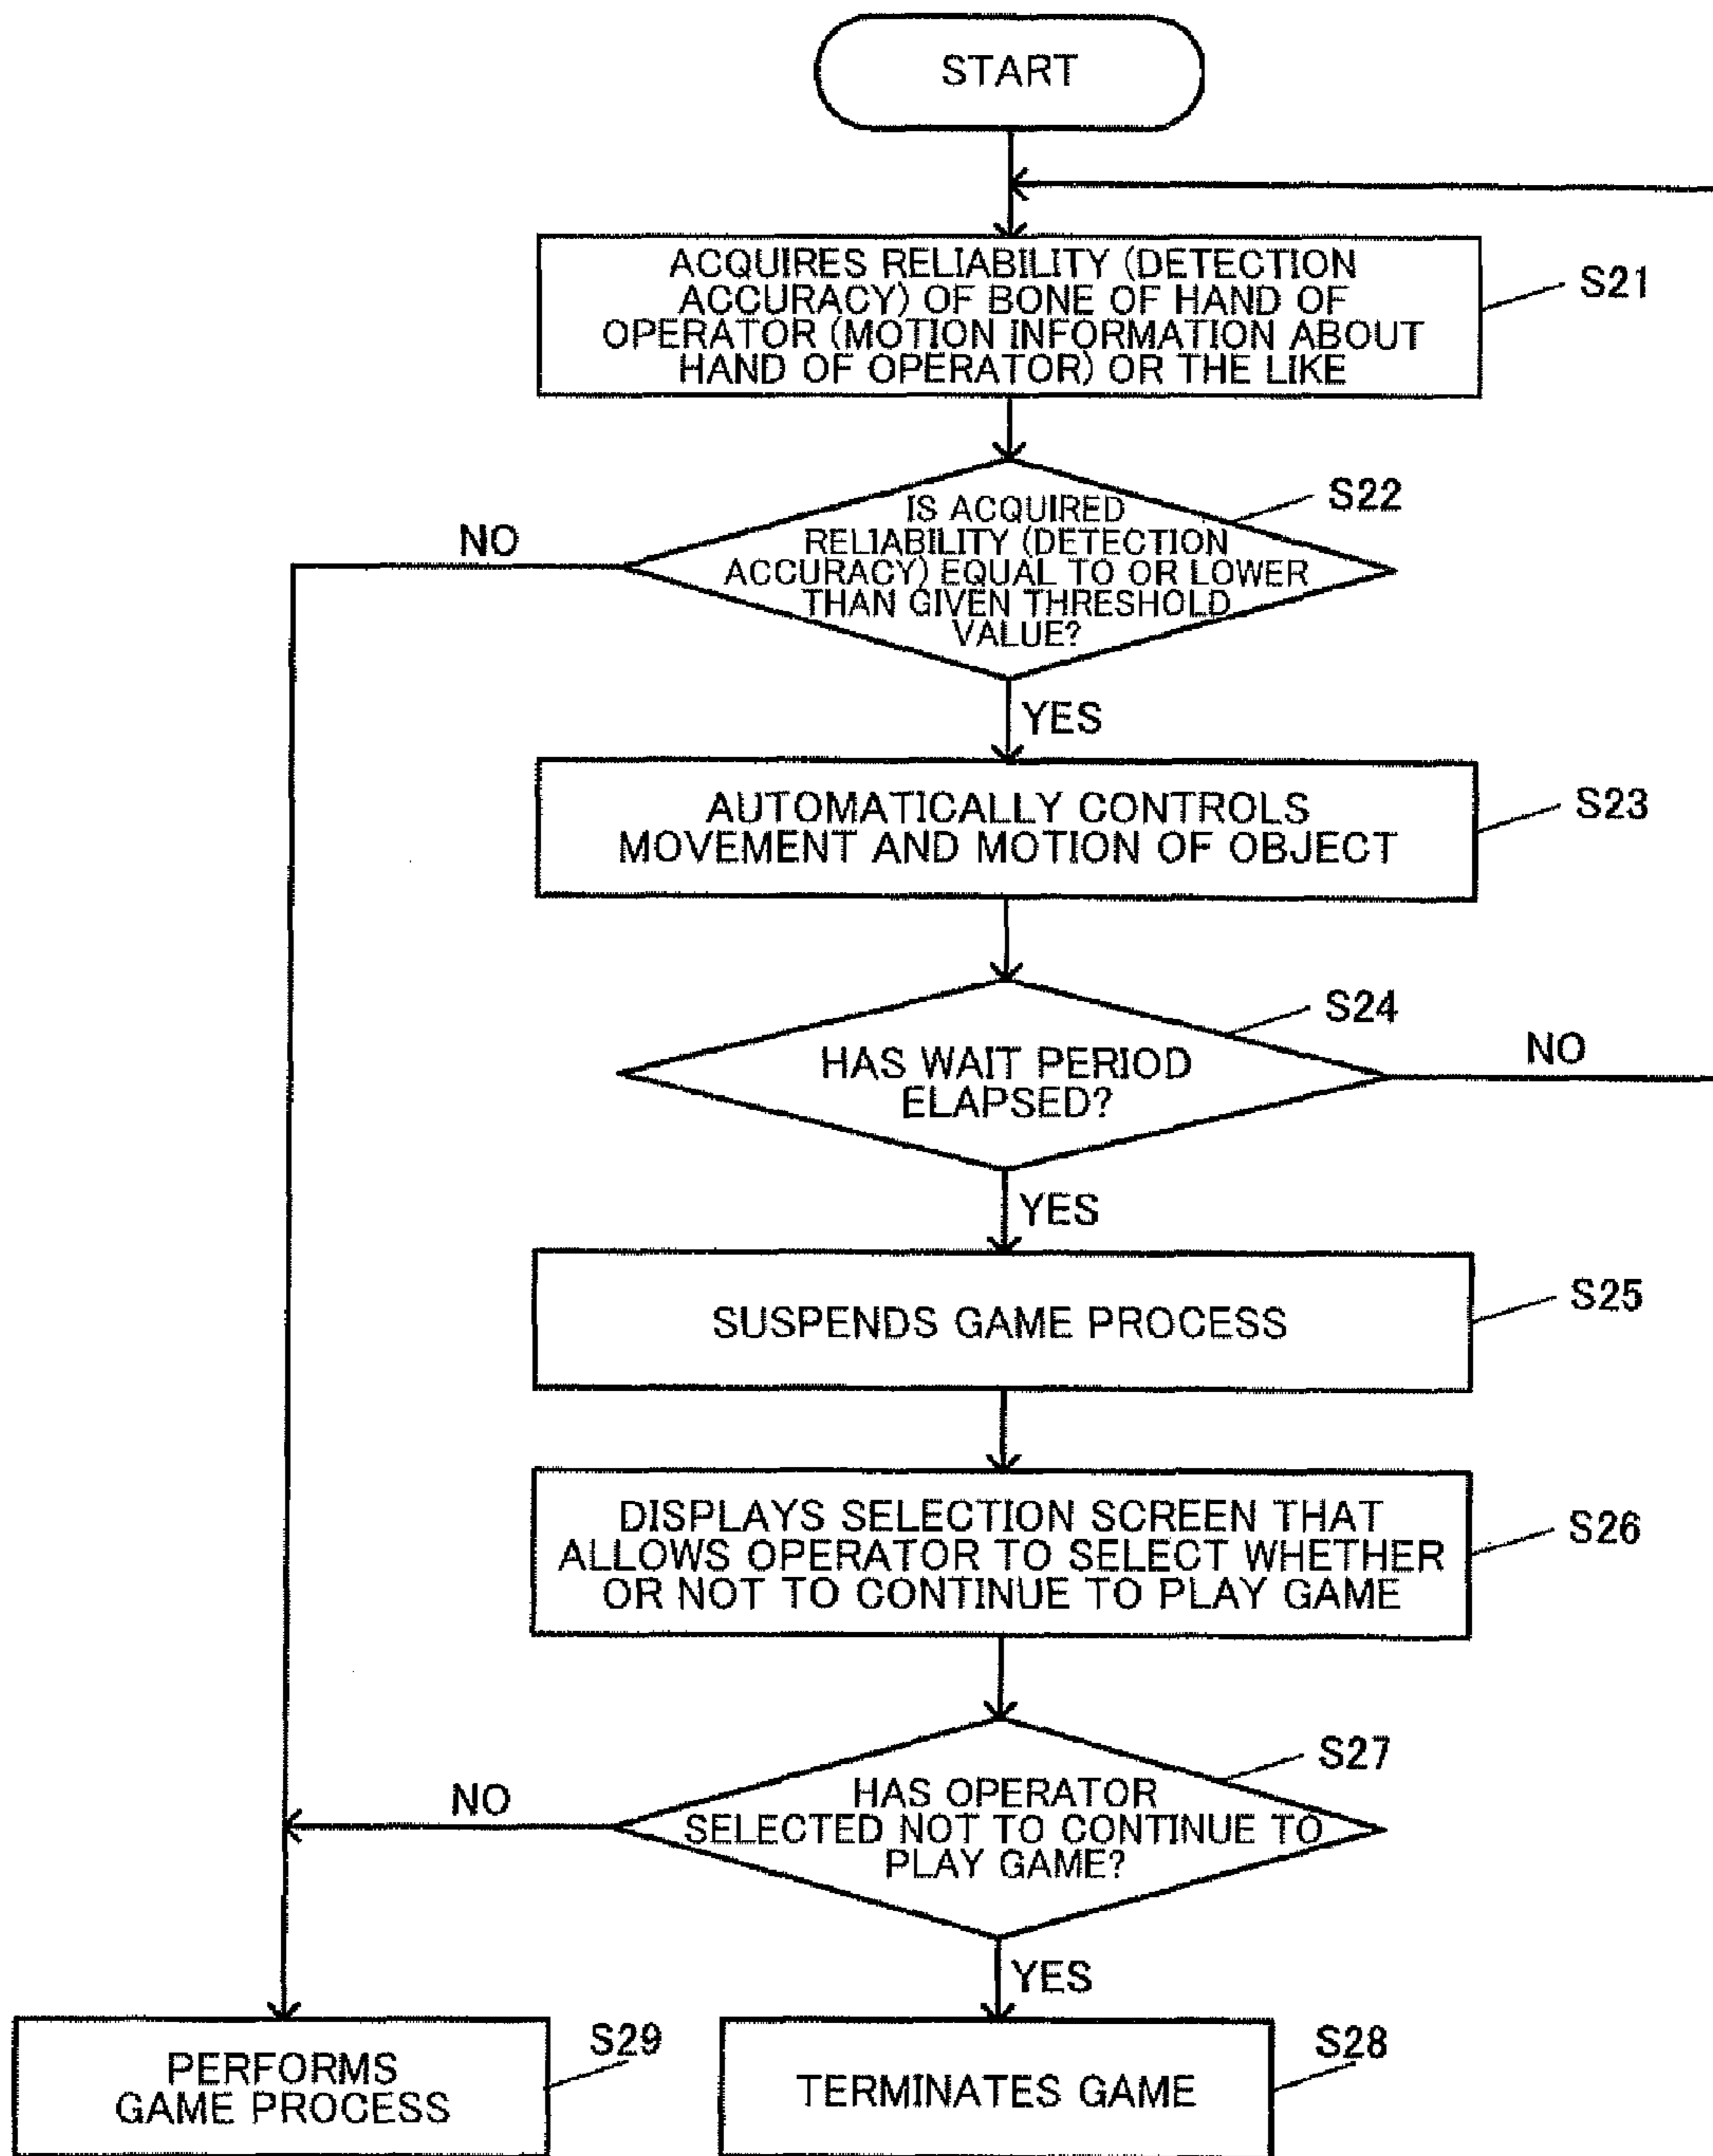 START
ACQUIRES RELIABILITY (DETECTION
ACCURACY) OF BONE OF HAND OF
OPERATOR (MOTION INFORMATION ABOUT
HAND OF OPERATOR) OR THE LIKE
S21
S22
IS ACQUIRED
RELIABILITY (DETECTION
ACCURACY) EQUAL TO OR LOWER
THAN GIVEN THRESHOLD
VALUE?
NO
YES
AUTOMATICALLY CONTROLS
MOVEMENT AND MOTION OF OBJECT
S23
S24
HAS WAIT PERIOD
ELAPSED?
NO
YES
SUSPENDS GAME PROCESS
S25
DISPLAYS SELECTION SCREEN THAT
ALLOWS OPERATOR TO SELECT WHETHER
OR NOT TO CONTINUE TO PLAY GAME
S26
S27
HAS OPERATOR
SELECTED NOT TO CONTINUE TO
PLAY GAME?
NO
YES
PERFORMS
GAME PROCESS
S29
TERMINATES GAME
S28